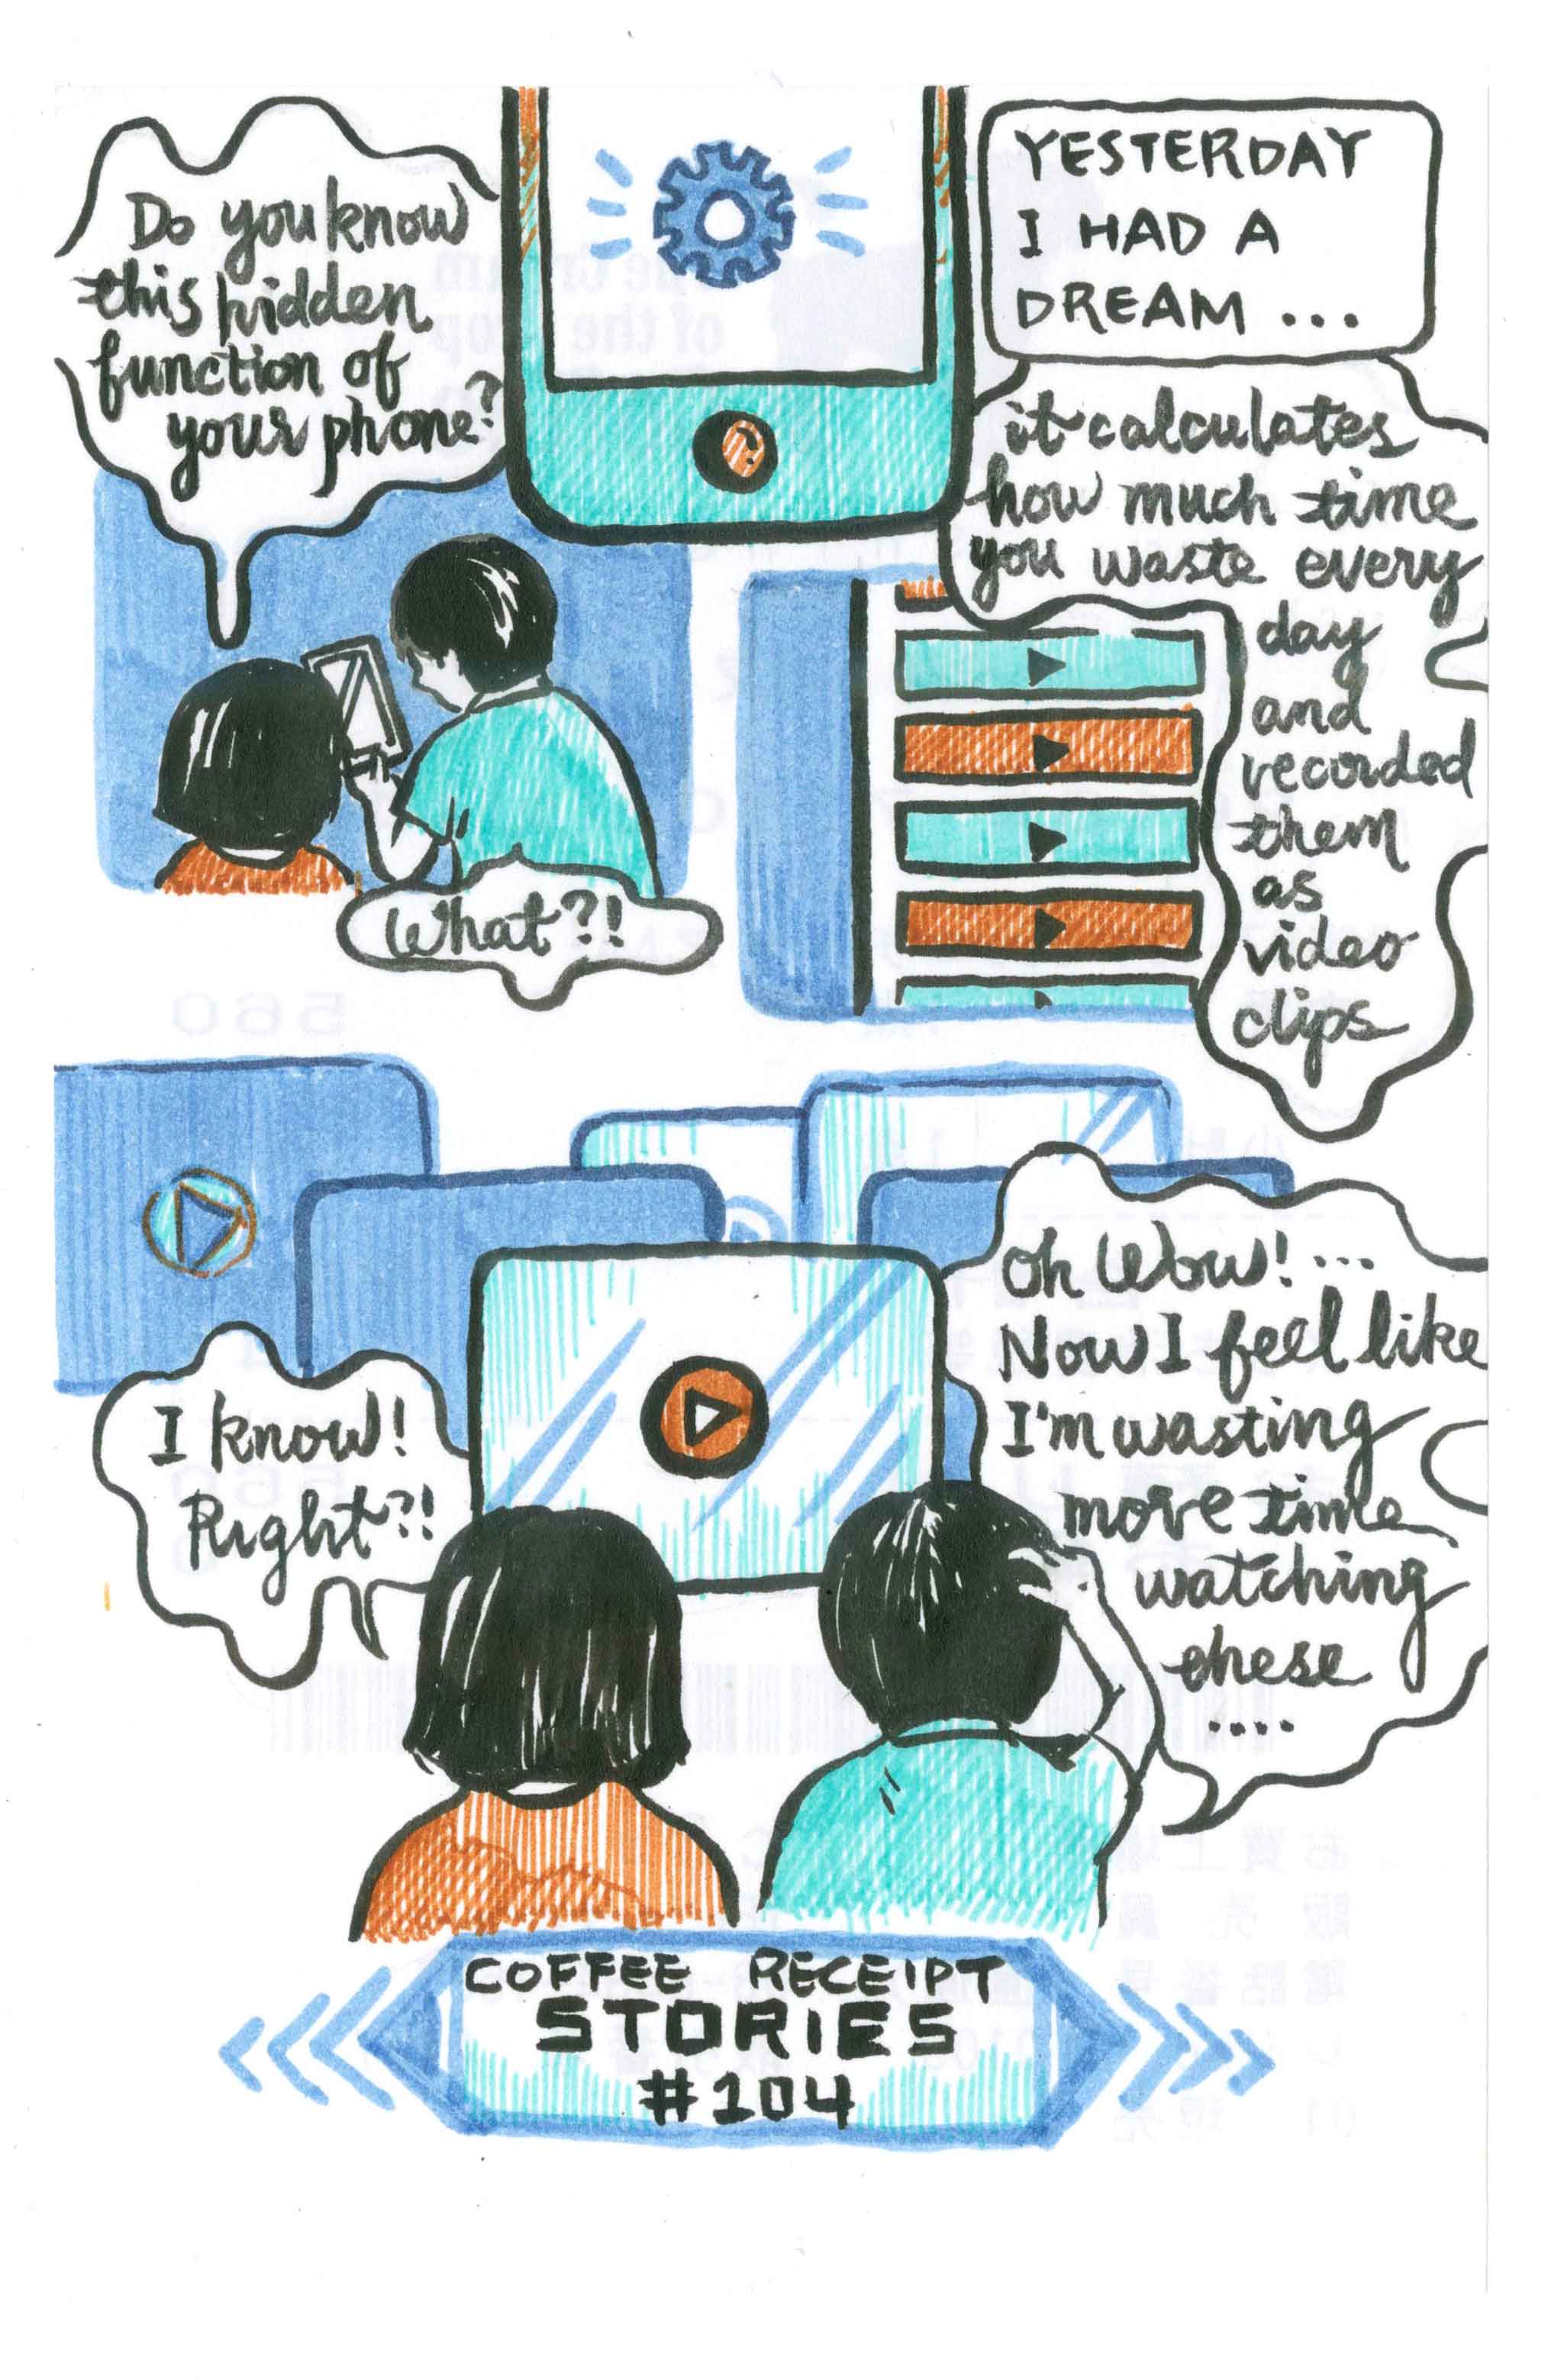 YESTERDAY
I HAD A
DREAM ...
Do you know
this hidden
function of
your phone?
What?!
it calculates
how much time
you waste every
day
and
recorded
them
as
video
clips
I know!
Right?!
Oh Wow! ...
Now I feel like
I'm wasting
more time
watching
these
....
COFFEE RECEIPT
STORIES
#104